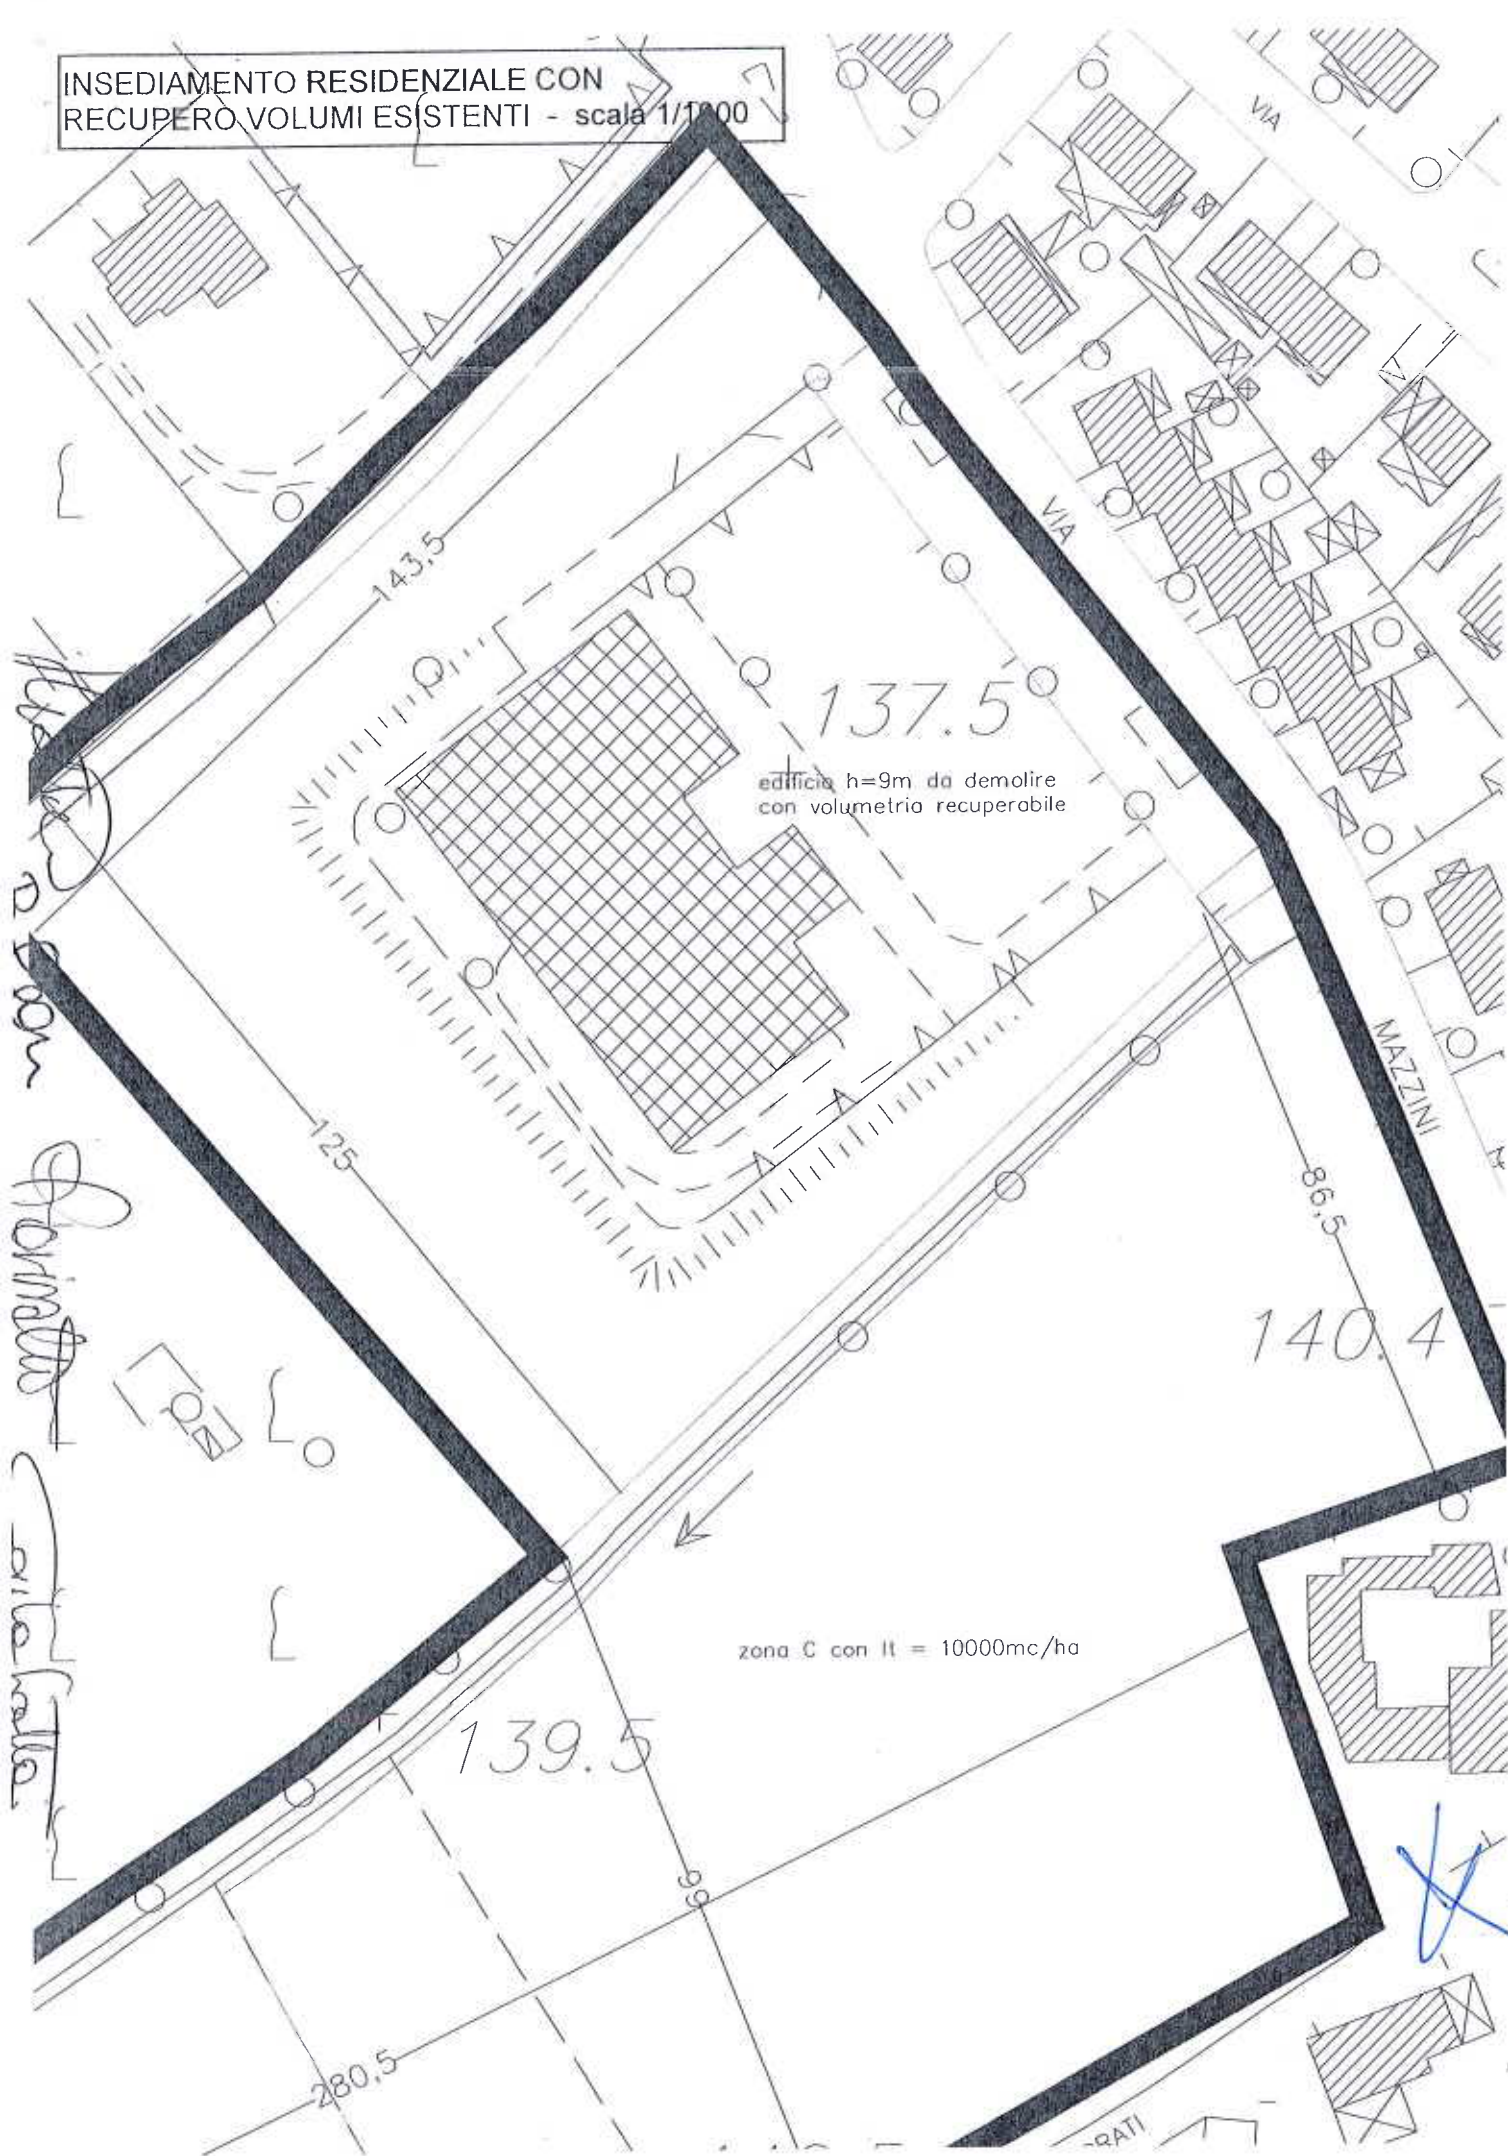 INSEDIAMENTO RESIDENZIALE CON
RECUPERO VOLUMI ESISTENTI - scala 1/1000
VIA
143,5
VIA
137.5
edificio h=9m da demolire
con volumetria recuperabile
MAZZINI
125
86,5
140.4
zona C con It = 10000mc/ha
139.5
99
280,5